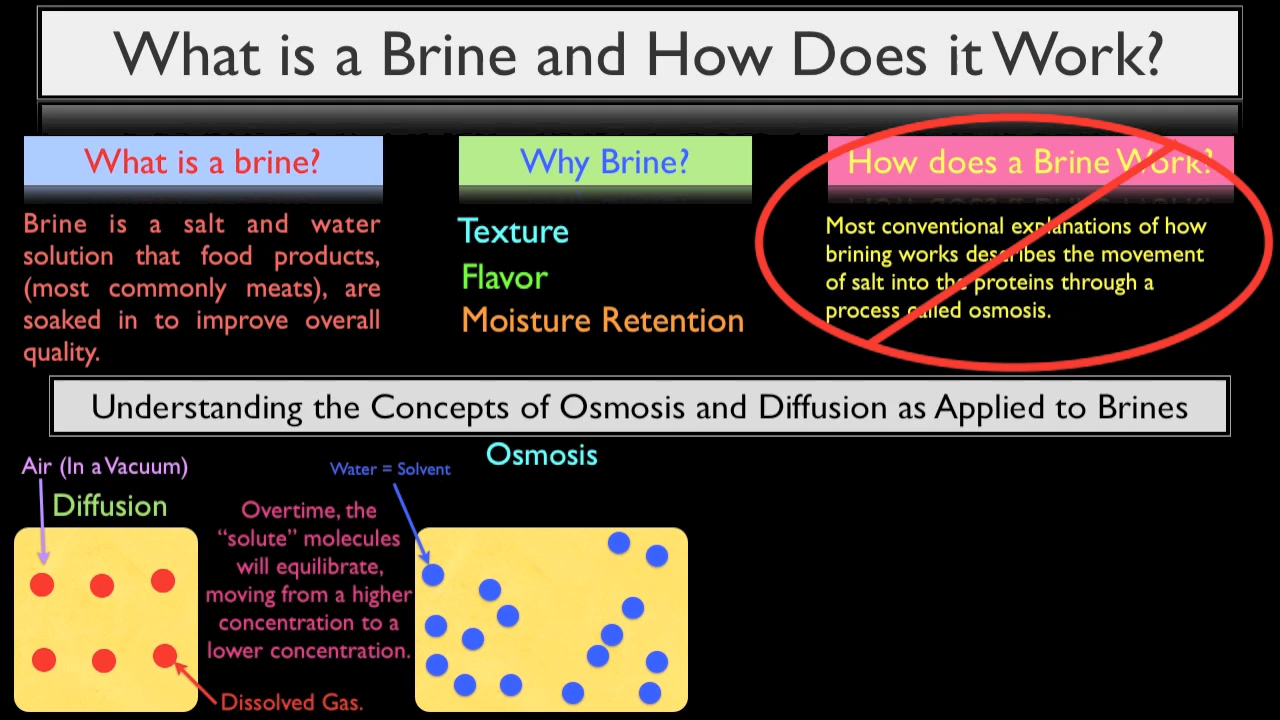 What is a Brine and How Does it Work?
What is a brine?
Brine is a salt and water
solution that food products,
(most commonly meats), are
soaked in to improve overall
quality.
Why Brine?
Texture
Flavor
Moisture Retention
How does a Brine Work?
Most conventional explanations of how
brining works describes the movement
of salt into the proteins through a
process called osmosis.
Understanding the Concepts of Osmosis and Diffusion as Applied to Brines
Air (In a Vacuum)
Diffusion
Overtime, the
“solute” molecules
will equilibrate,
moving from a higher
concentration to a
lower concentration.
Dissolved Gas.
Water = Solvent
Osmosis